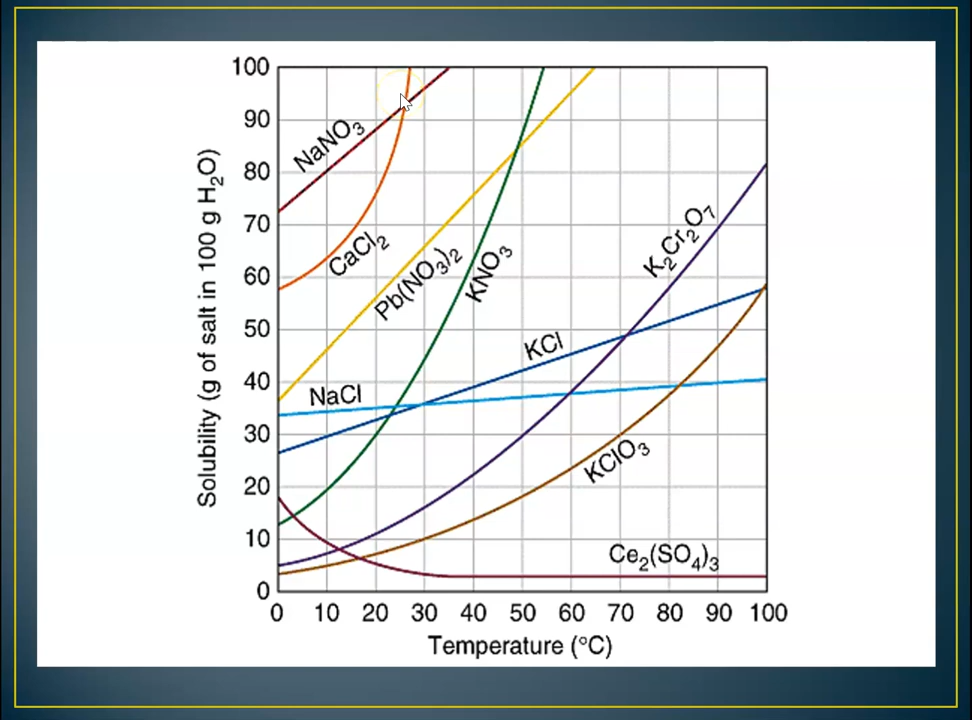 Solubility (g of salt in 100 g H₂O)
100
90
80
70
60
50
40
30
20
10
0
NaNO₃
CaCl₂
Pb(NO₃)₂
KNO₃
K₂Cr₂O₇
KCl
NaCl
KClO₃
Ce₂(SO₄)₃
0 10 20 30 40 50 60 70 80 90 100
Temperature (°C)